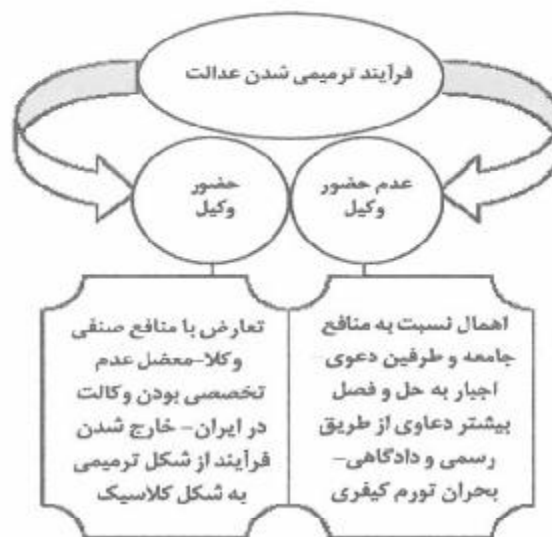 فرآیند ترمیمی شدن عدالت
عدم حضور
وکیل
حضور
وکیل
اهمال نسبت به منافع
جامعه و طرفین دعوی-
اجبار به حل و فصل
بیشتر دعاوی از طریق
رسمی و دادگاهی-
بحران تورم کیفری
تعارض با منافع صنفی
وکلا-معضل عدم
تخصصی بودن وکالت
در ایران- خارج شدن
فرآیند از شکل ترمیمی
به شکل کلاسیک